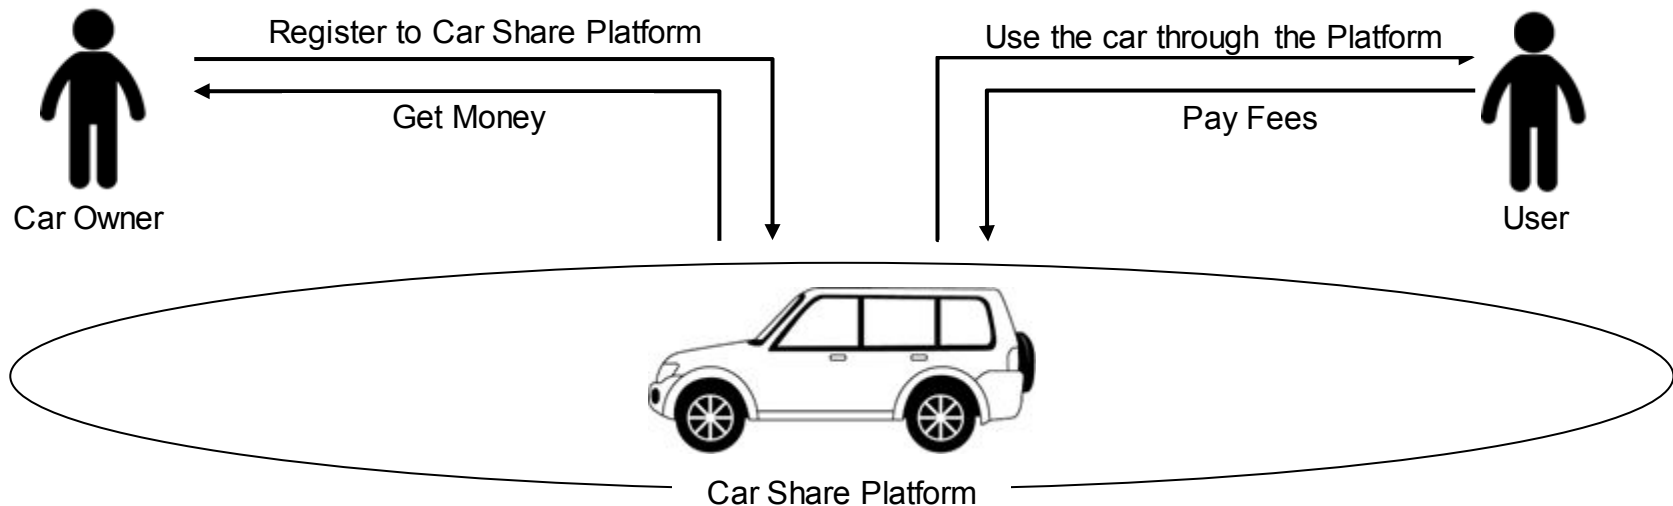 Register to Car Share Platform
Use the car through the Platform
Get Money
Pay Fees
Car Owner
User
Car Share Platform